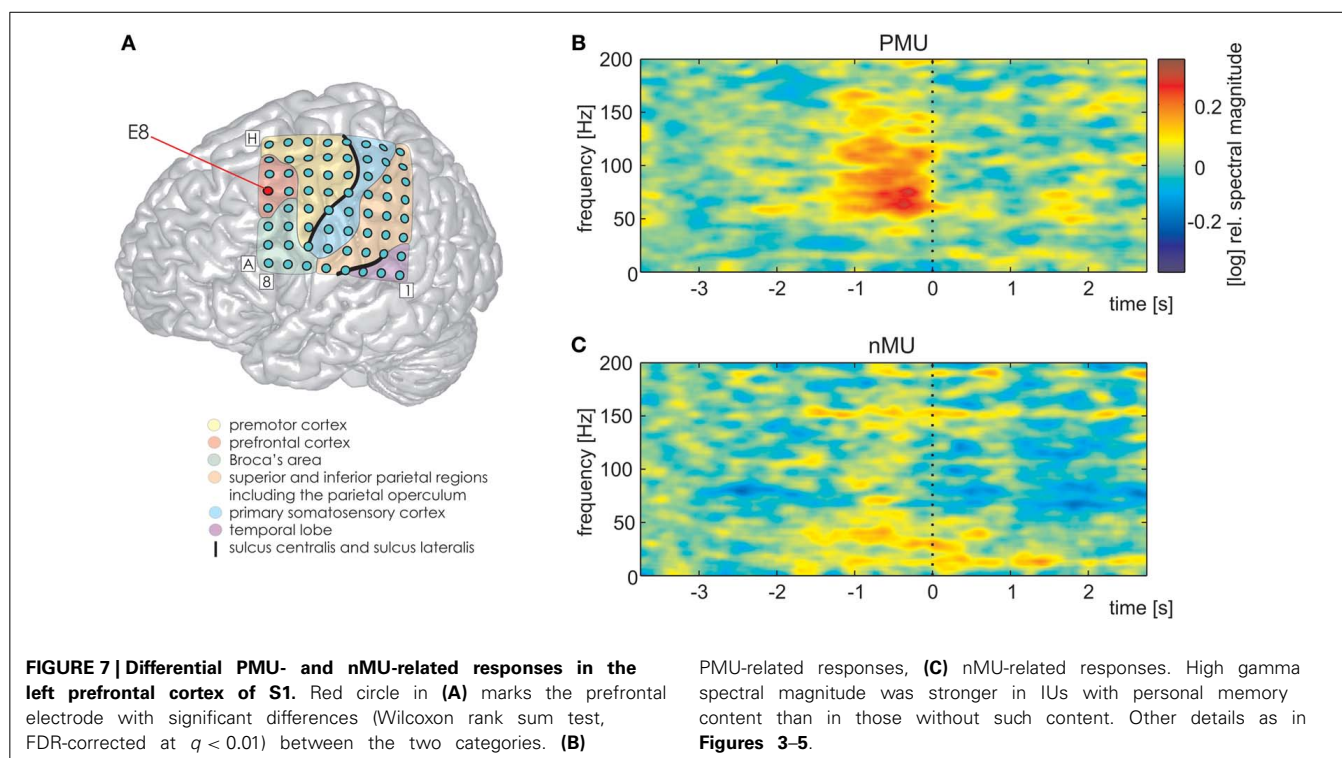 A
E8
H
A
8
1
premotor cortex
prefrontal cortex
Broca's area
superior and inferior parietal regions
including the parietal operculum
primary somatosensory cortex
temporal lobe
sulcus centralis and sulcus lateralis
B
PMU
frequency [Hz]
200
150
100
50
0
-3
-2
-1
0
1
2
time [s]
0.2
0
-0.2
[log] rel. spectral magnitude
C
nMU
frequency [Hz]
200
150
100
50
0
-3
-2
-1
0
1
2
time [s]
FIGURE 7 | Differential PMU- and nMU-related responses in the
left prefrontal cortex of S1. Red circle in (A) marks the prefrontal
electrode with significant differences (Wilcoxon rank sum test,
FDR-corrected at q < 0.01) between the two categories. (B)
PMU-related responses, (C) nMU-related responses. High gamma
spectral magnitude was stronger in IUs with personal memory
content than in those without such content. Other details as in
Figures 3–5.